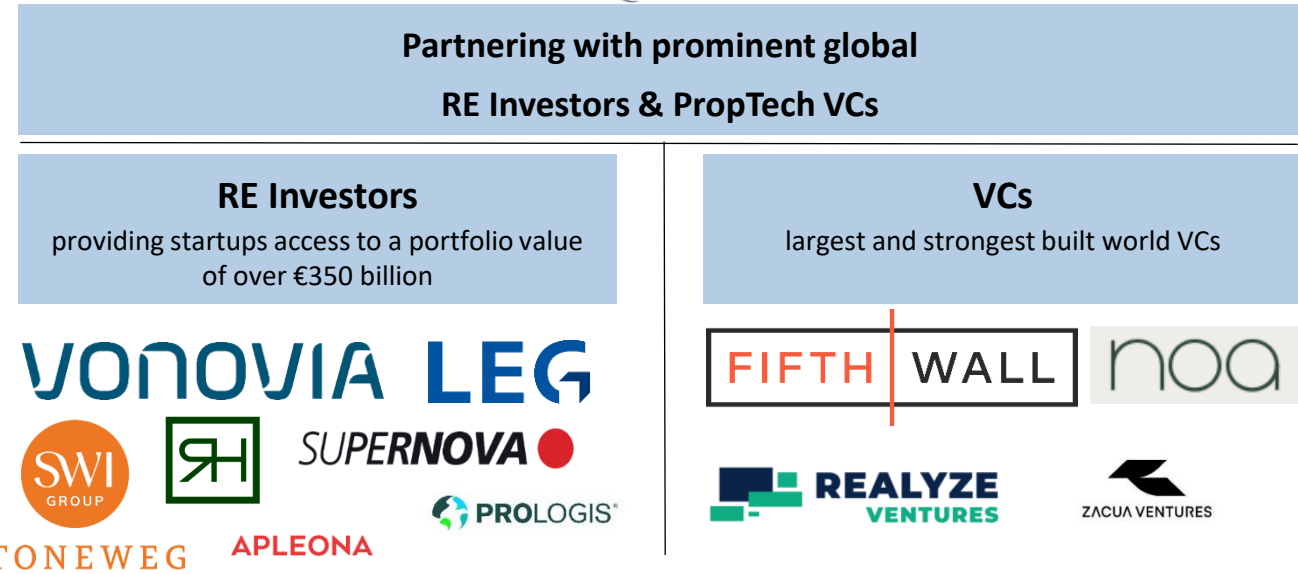 Partnering with prominent global
RE Investors & PropTech VCs
RE Investors
providing startups access to a portfolio value
of over €350 billion
VONOVIA LEG
SWI
GROUP
RH
SUPERNOVA
PROLOGIS®
TONEWEG
APLEONA
VCs
largest and strongest built world VCs
FIFTH WALL
noa
REALYZE
VENTURES
ZACUA VENTURES